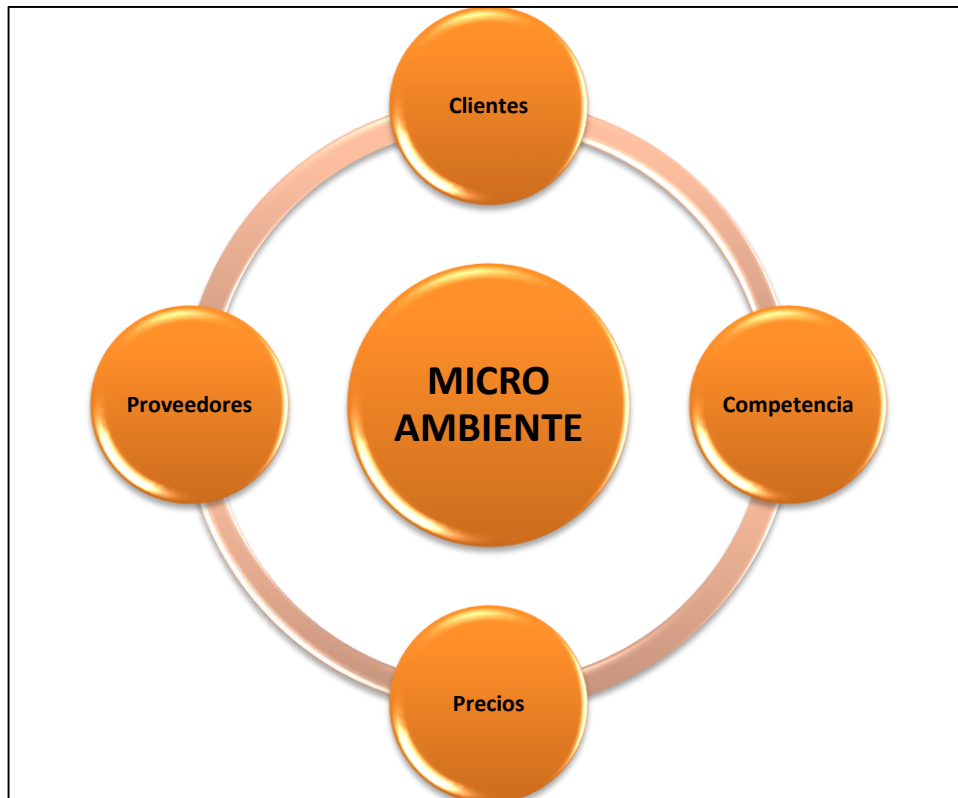 Clientes
Proveedores
MICRO
AMBIENTE
Competencia
Precios